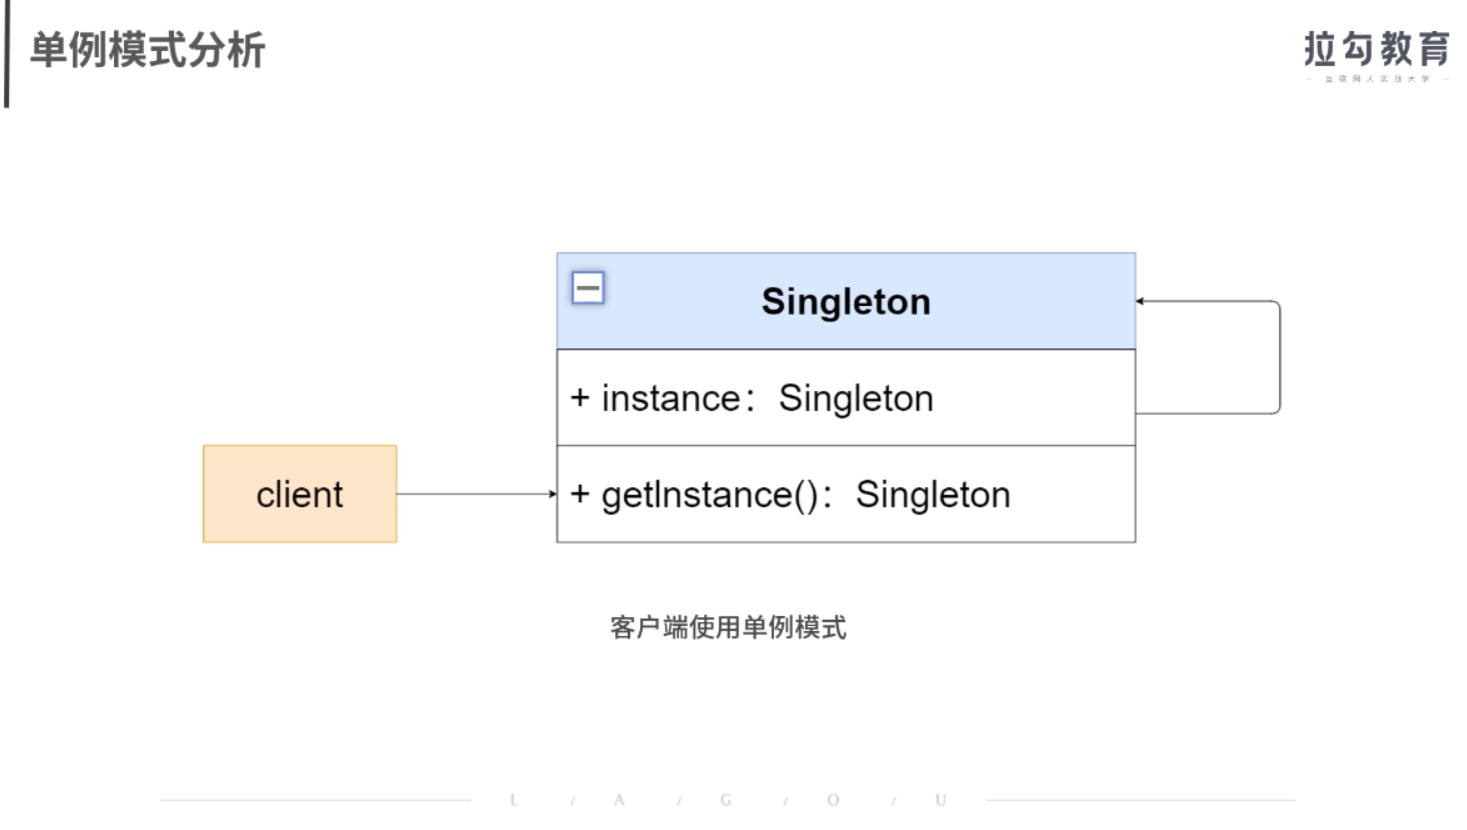 单例模式分析
拉勾教育
互联网人实战大学
Singleton
+ instance：Singleton
client
+ getInstance()：Singleton
客户端使用单例模式
L / A / G / O / U